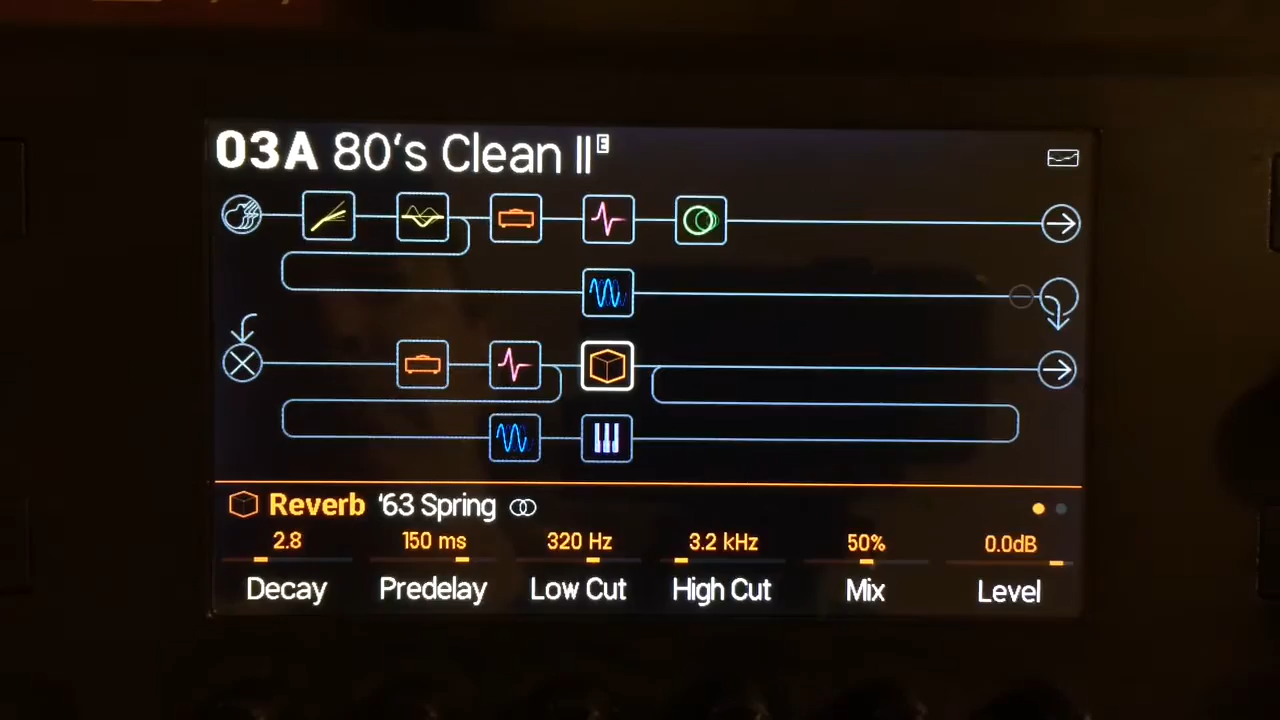 03A 80's Clean II E
Reverb '63 Spring
2.8 150 ms 320 Hz 3.2 kHz 50% 0.0dB
Decay Predelay Low Cut High Cut Mix Level